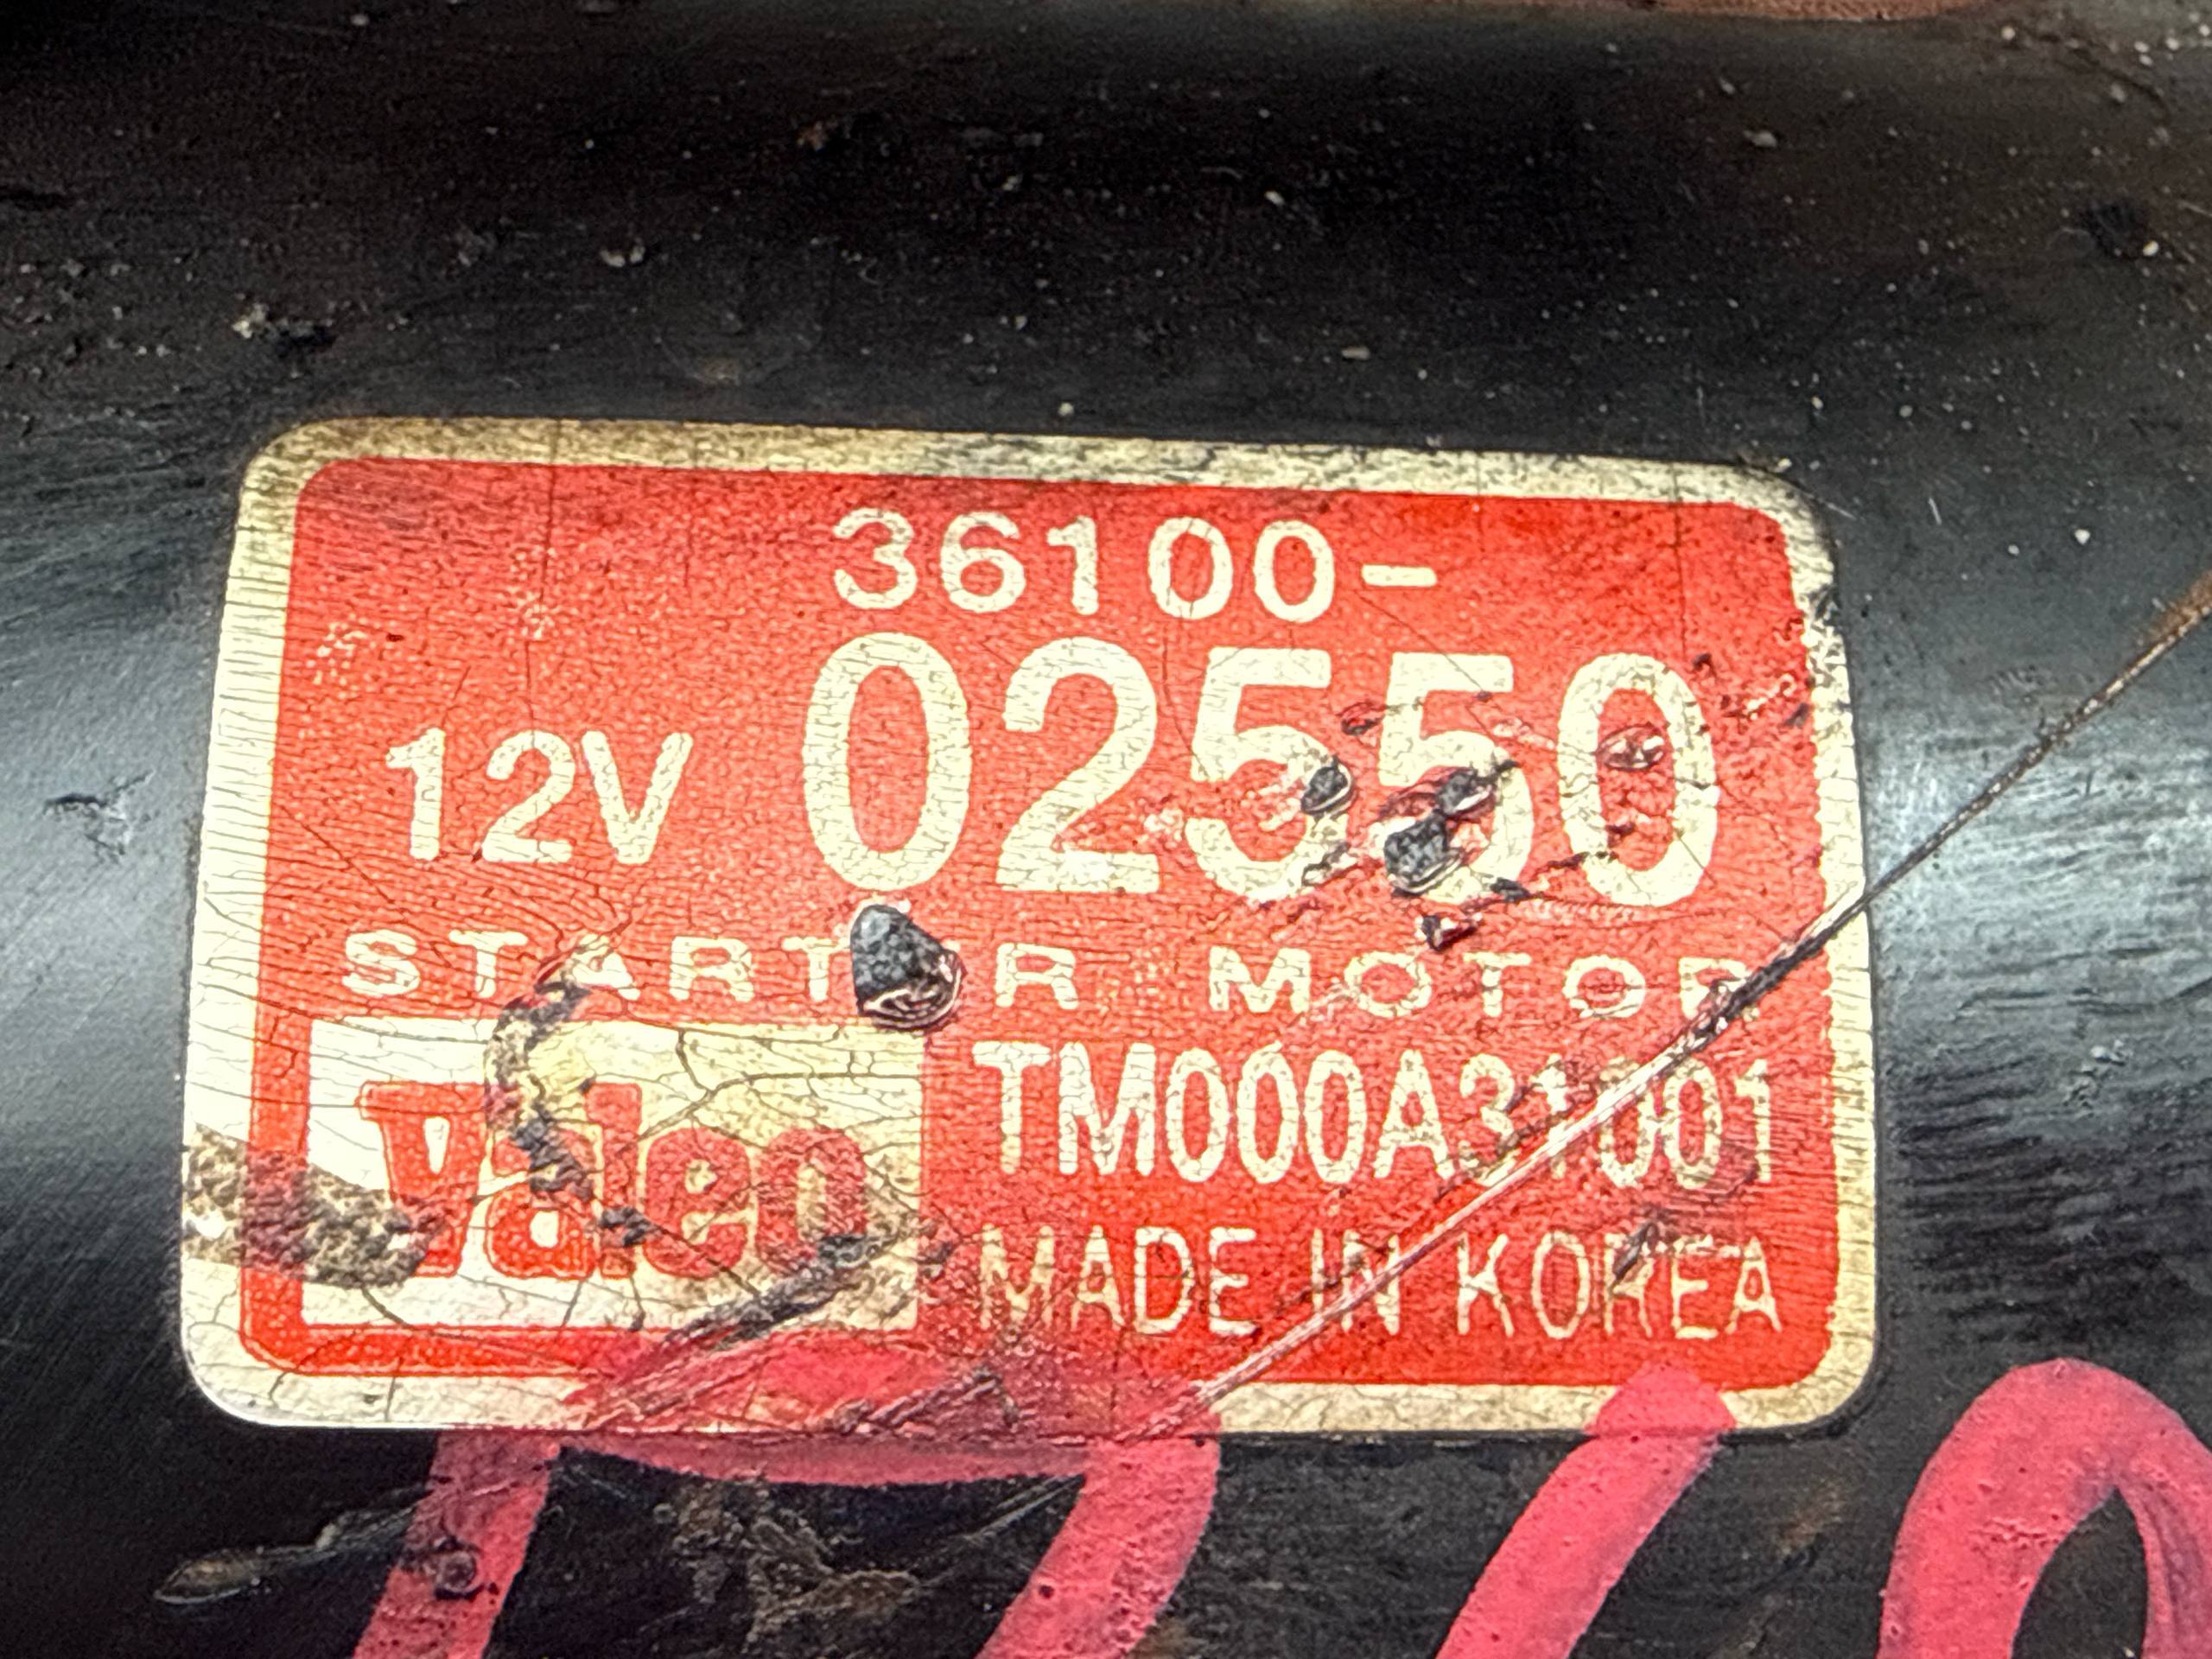 36100-
12V 02550
STARTER MOTOR
Valeo TM000A31001
MADE IN KOREA